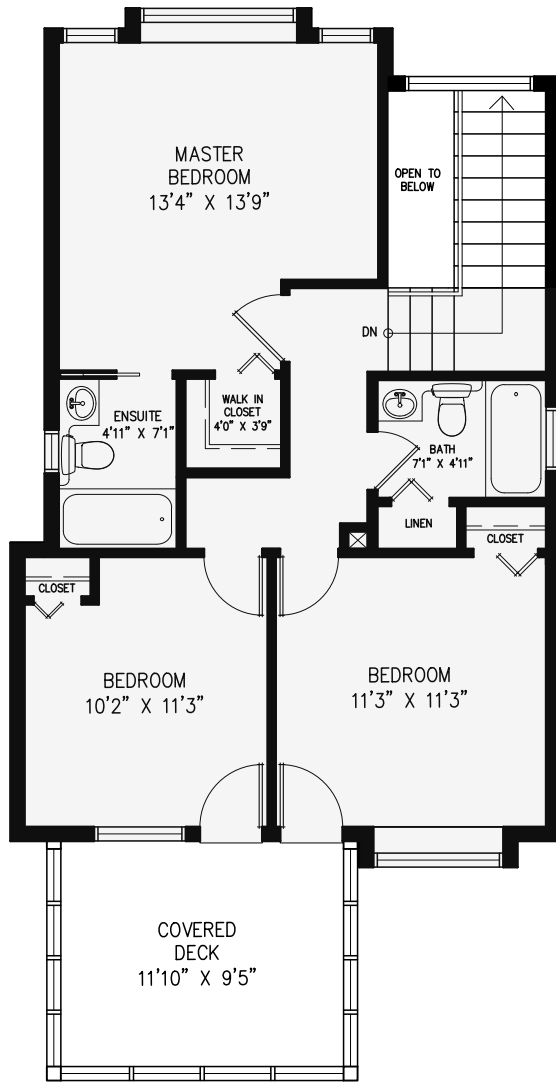 MASTER
BEDROOM
13'4" X 13'9"
OPEN TO
BELOW
DN
WALK IN
CLOSET
4'0" X 3'9"
ENSUITE
4'11" X 7'1"
BATH
7'1" X 4'11"
LINEN
CLOSET
CLOSET
BEDROOM
10'2" X 11'3"
BEDROOM
11'3" X 11'3"
COVERED
DECK
11'10" X 9'5"